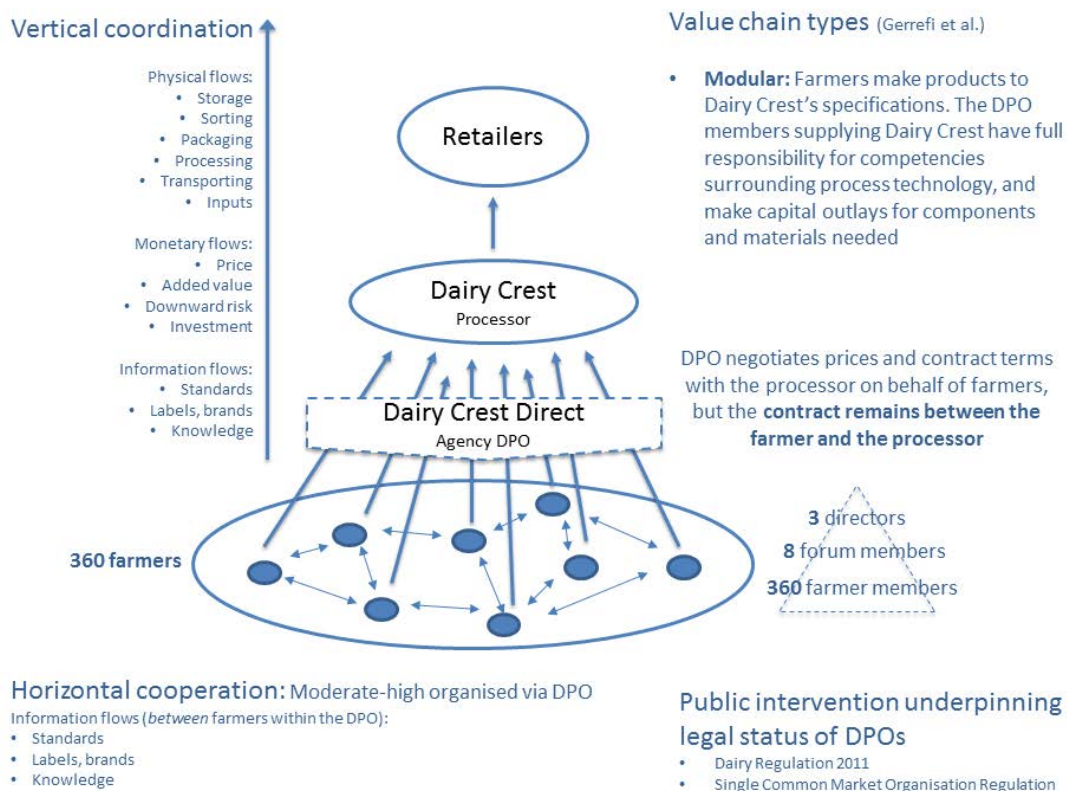 Vertical coordination
Physical flows:
• Storage
• Sorting
• Packaging
• Processing
• Transporting
• Inputs
Monetary flows:
• Price
• Added value
• Downward risk
• Investment
Information flows:
• Standards
• Labels, brands
• Knowledge
Retailers
Dairy Crest
Processor
Dairy Crest Direct
Agency DPO
360 farmers
Value chain types (Gerrefi et al.)
• Modular: Farmers make products to
Dairy Crest's specifications. The DPO
members supplying Dairy Crest have full
responsibility for competencies
surrounding process technology, and
make capital outlays for components
and materials needed
DPO negotiates prices and contract terms
with the processor on behalf of farmers,
but the contract remains between the
farmer and the processor
3 directors
8 forum members
360 farmer members
Horizontal cooperation: Moderate-high organised via DPO
Information flows (between farmers within the DPO):
• Standards
• Labels, brands
• Knowledge
Public intervention underpinning
legal status of DPOs
• Dairy Regulation 2011
• Single Common Market Organisation Regulation